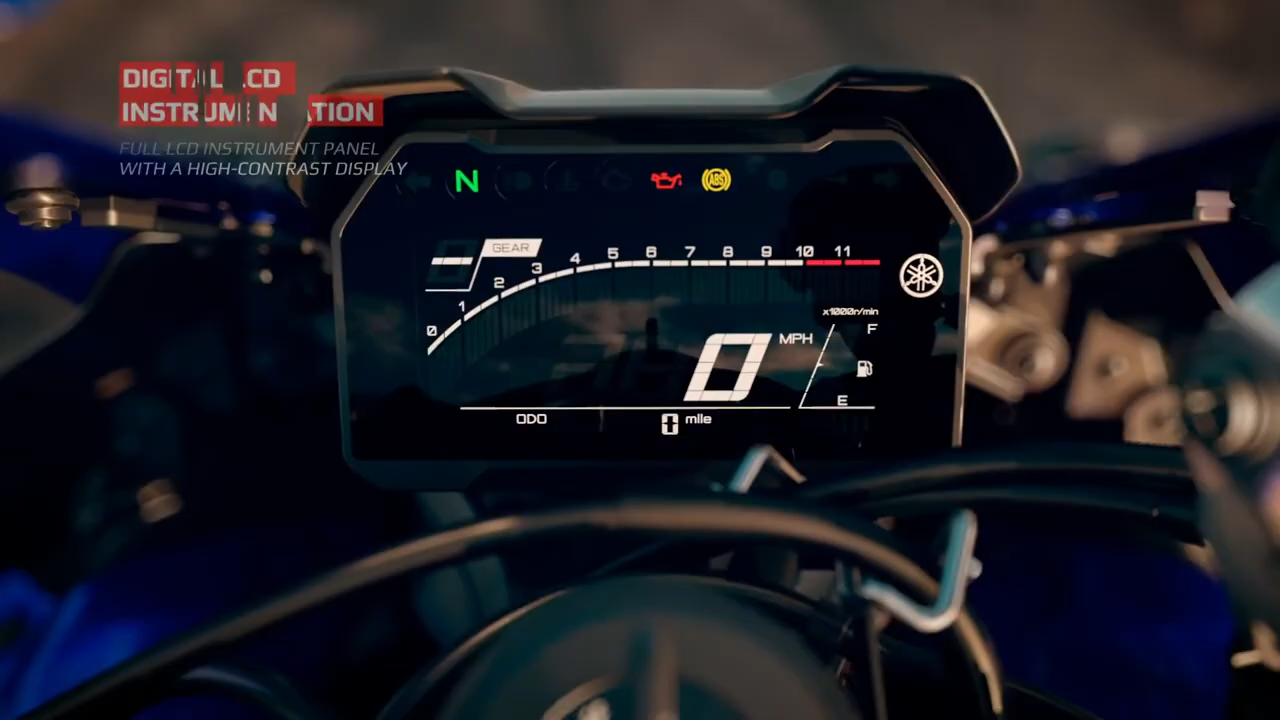 DIGITAL LCD
INSTRUMENTATION
FULL LCD INSTRUMENT PANEL
WITH A HIGH-CONTRAST DISPLAY
N
ABS
GEAR
0 1 2 3 4 5 6 7 8 9 10 11
x1000r/min
F
0 MPH
E
ODO 0 mile